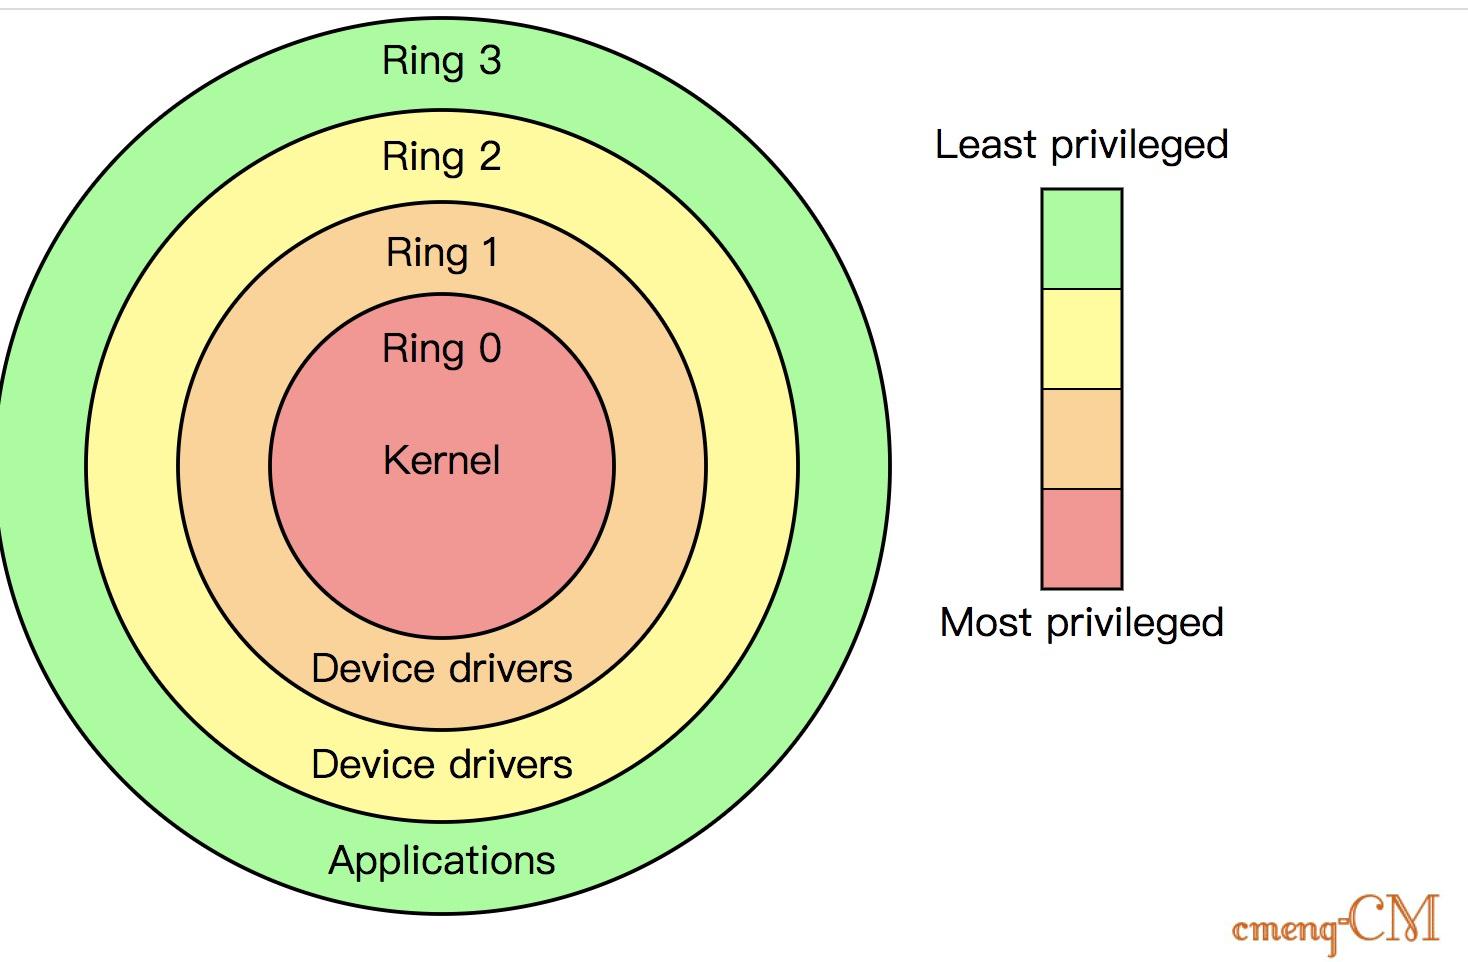 Ring 3
Ring 2
Ring 1
Ring 0
Kernel
Device drivers
Device drivers
Applications
Least privileged
Most privileged
cmenq-CM